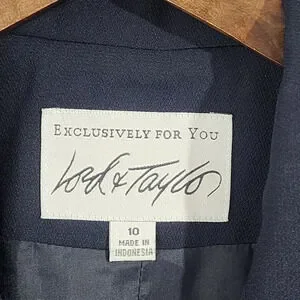 EXCLUSIVELY FOR YOU
Lord & Taylor
10
MADE IN
INDONESIA